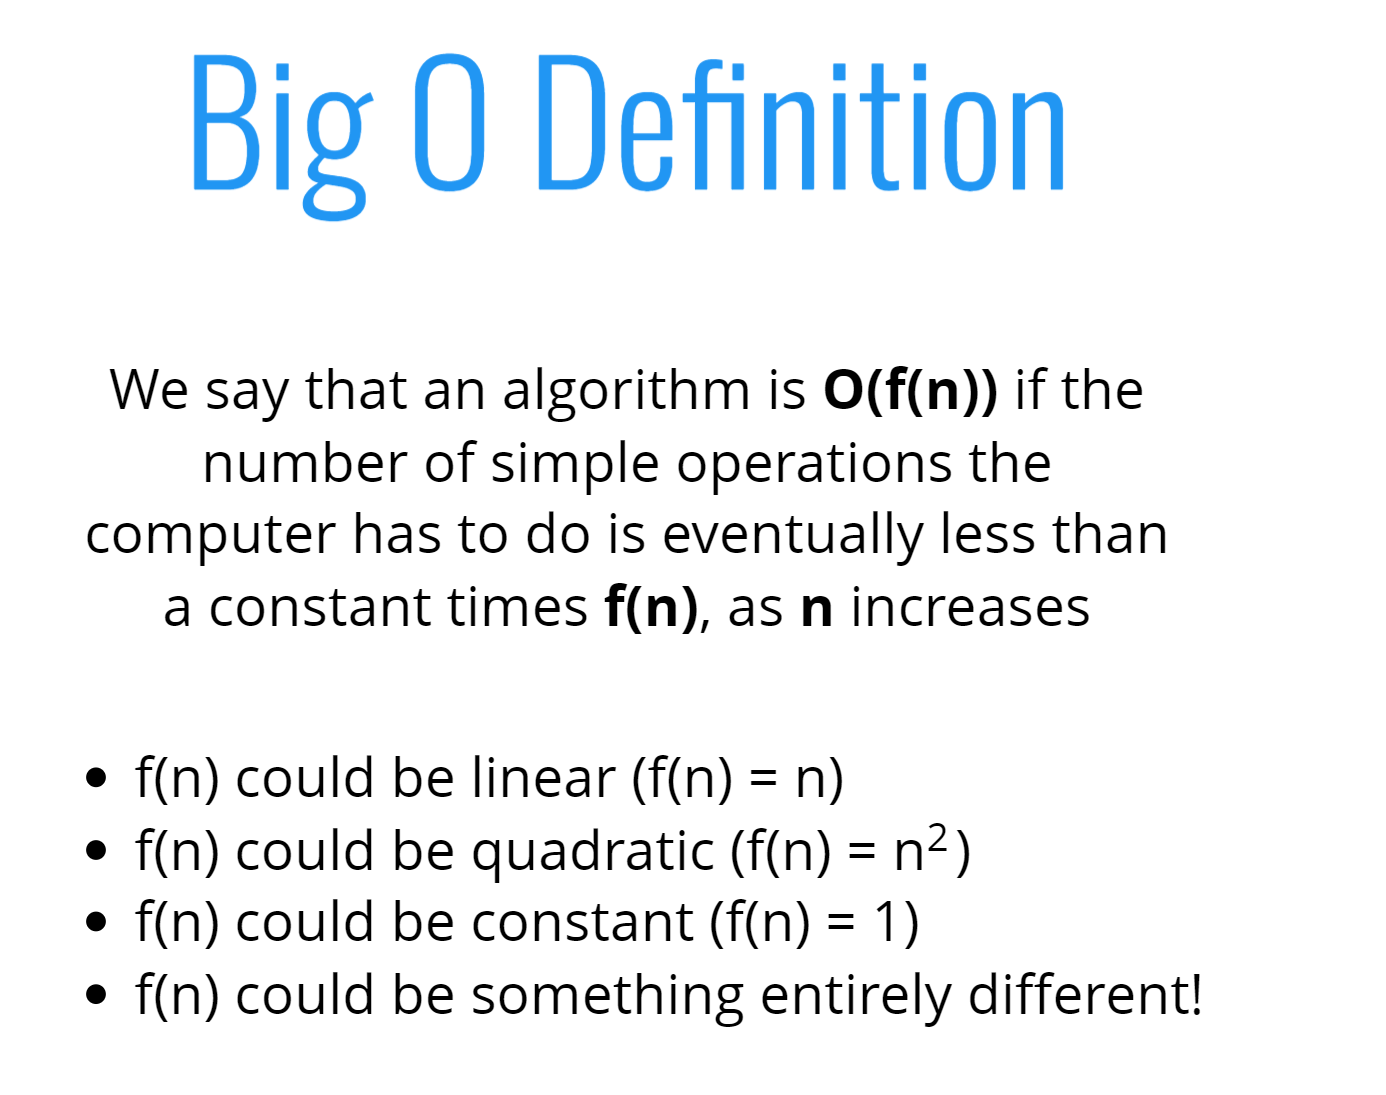 Big O Definition
We say that an algorithm is O(f(n)) if the
number of simple operations the
computer has to do is eventually less than
a constant times f(n), as n increases
• f(n) could be linear (f(n) = n)
• f(n) could be quadratic (f(n) = n²)
• f(n) could be constant (f(n) = 1)
• f(n) could be something entirely different!